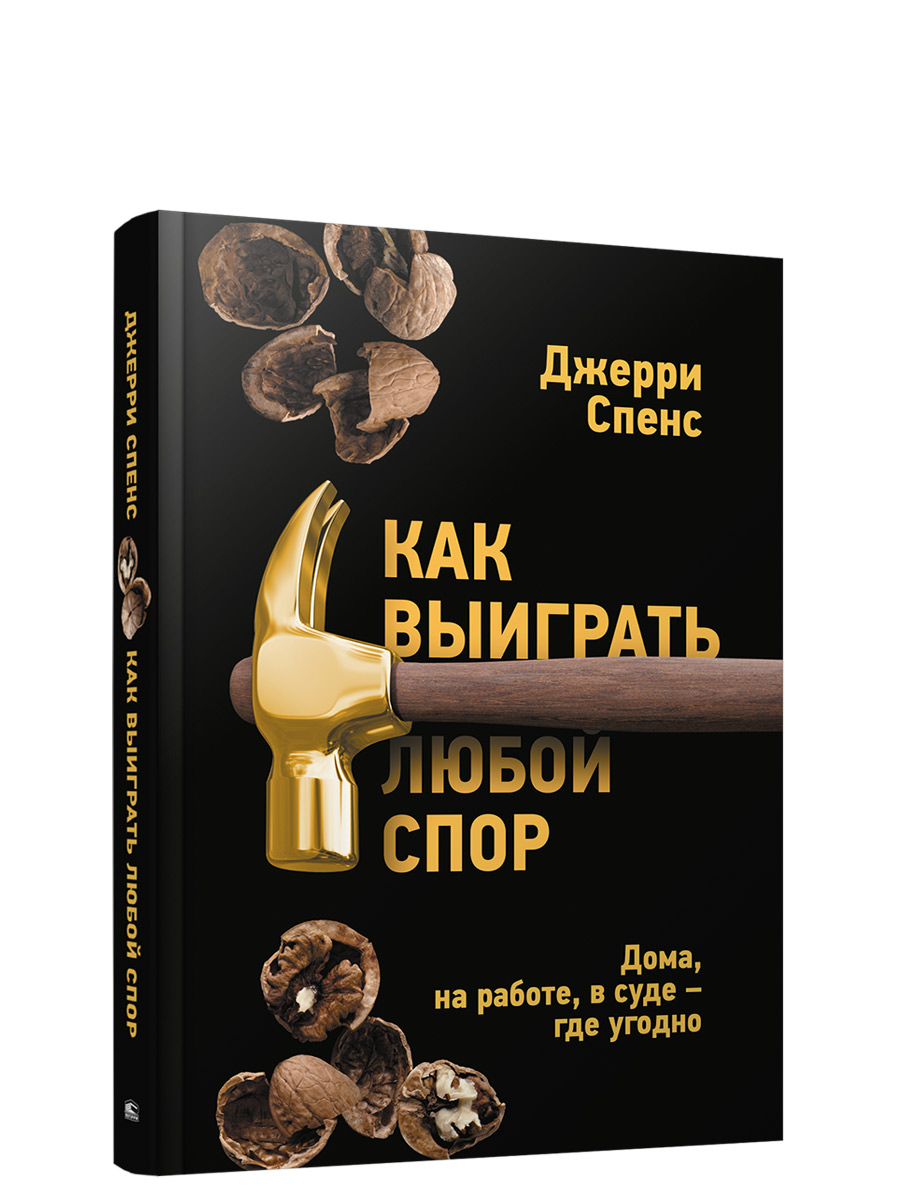 Джерри
Спенс
КАК
ВЫИГРАТЬ
ЛЮБОЙ
СПОР
Дома,
на работе, в суде –
где угодно
ДЖЕРРИ СПЕНС КАК ВЫИГРАТЬ ЛЮБОЙ СПОР